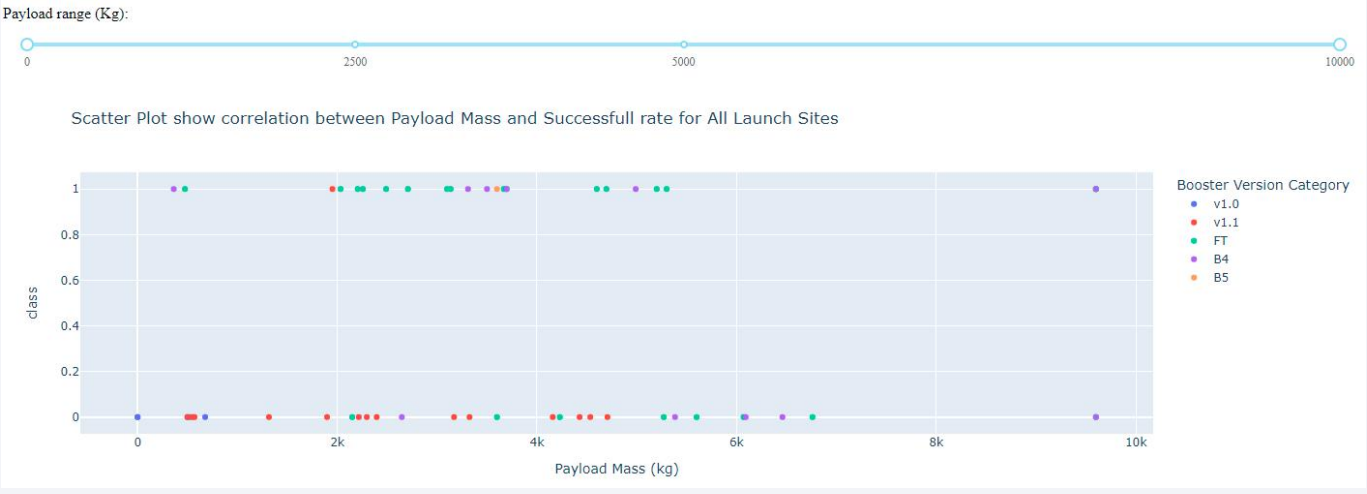 Payload range (Kg):
0 2500 5000 10000
Scatter Plot show correlation between Payload Mass and Successfull rate for All Launch Sites
Booster Version Category
v1.0
v1.1
FT
B4
B5
class
1
0.8
0.6
0.4
0.2
0
0 2k 4k 6k 8k 10k
Payload Mass (kg)